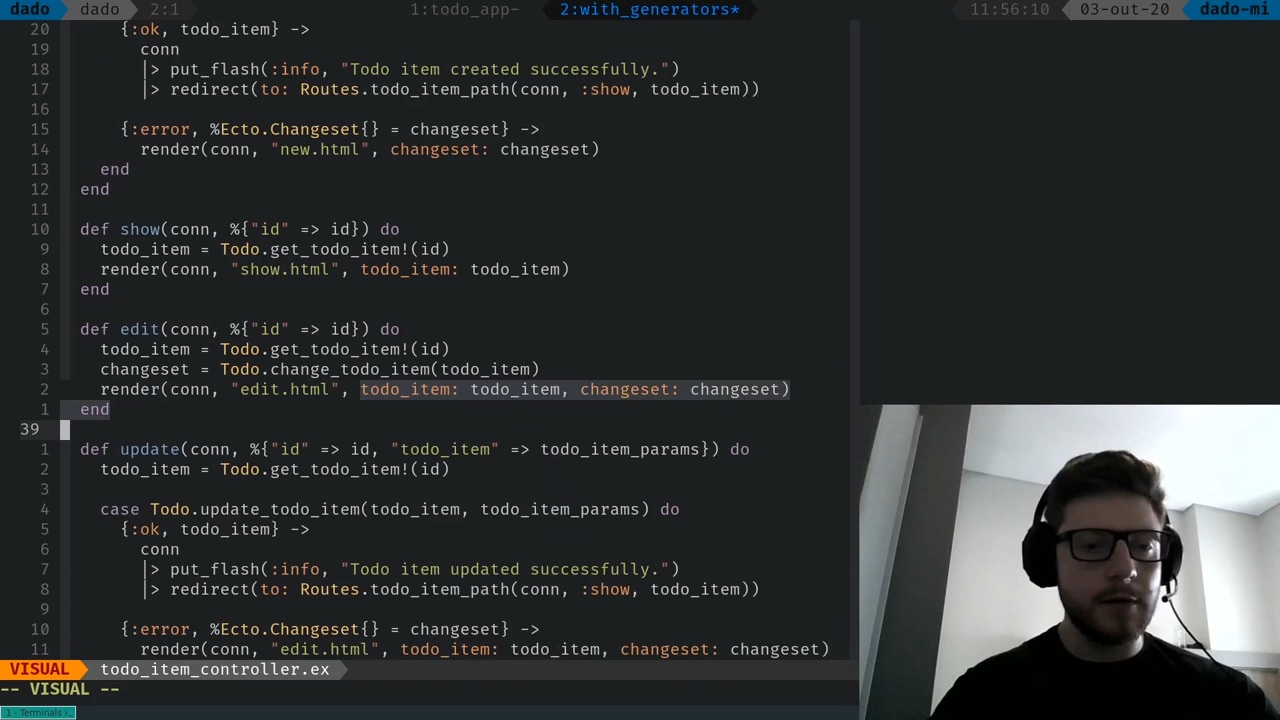 dado dado 2:1 1:todo_app- 2:with_generators* 11:56:10 03-out-20 dado-mi
20 {:ok, todo_item} ->
19 conn
18 |> put_flash(:info, "Todo item created successfully.")
17 |> redirect(to: Routes.todo_item_path(conn, :show, todo_item))
16
15 {:error, %Ecto.Changeset{} = changeset} ->
14 render(conn, "new.html", changeset: changeset)
13 end
12 end
11
10 def show(conn, %{"id" => id}) do
9 todo_item = Todo.get_todo_item!(id)
8 render(conn, "show.html", todo_item: todo_item)
7 end
6
5 def edit(conn, %{"id" => id}) do
4 todo_item = Todo.get_todo_item!(id)
3 changeset = Todo.change_todo_item(todo_item)
2 render(conn, "edit.html", todo_item: todo_item, changeset: changeset)
1 end
39
1 def update(conn, %{"id" => id, "todo_item" => todo_item_params}) do
2 todo_item = Todo.get_todo_item!(id)
3
4 case Todo.update_todo_item(todo_item, todo_item_params) do
5 {:ok, todo_item} ->
6 conn
7 |> put_flash(:info, "Todo item updated successfully.")
8 |> redirect(to: Routes.todo_item_path(conn, :show, todo_item))
9
10 {:error, %Ecto.Changeset{} = changeset} ->
11 render(conn, "edit.html", todo_item: todo_item, changeset: changeset)
VISUAL todo_item_controller.ex
-- VISUAL --
1 - Terminals